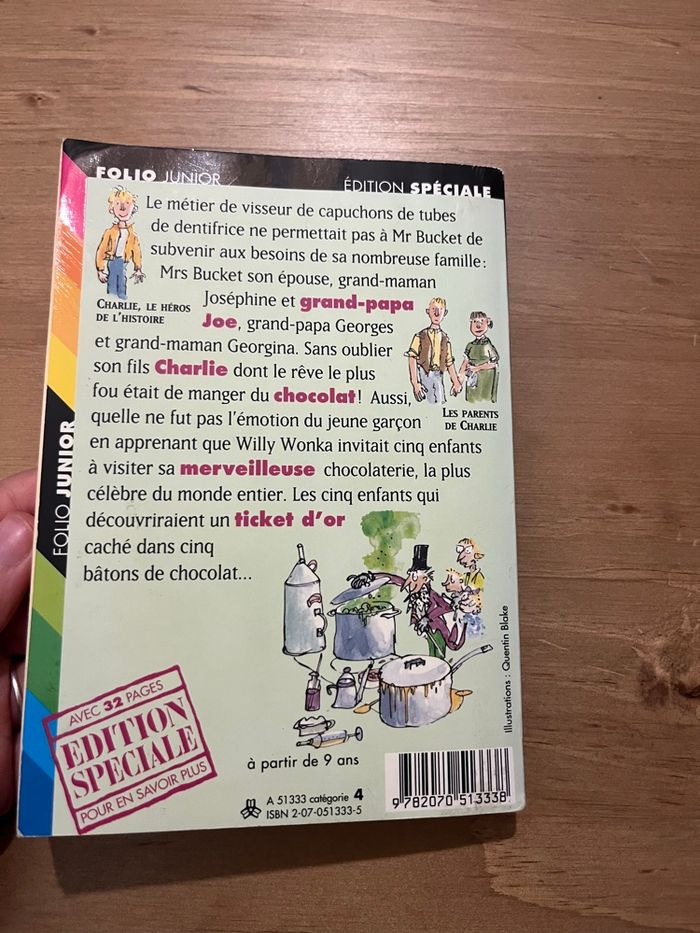 FOLIO JUNIOR
ÉDITION SPÉCIALE
Le métier de visseur de capuchons de tubes
de dentifrice ne permettait pas à Mr Bucket de
subvenir aux besoins de sa nombreuse famille :
Mrs Bucket son épouse, grand-maman
Joséphine et grand-papa
Joe, grand-papa Georges
et grand-maman Georgina. Sans oublier
son fils Charlie dont le rêve le plus
fou était de manger du chocolat ! Aussi,
quelle ne fut pas l'émotion du jeune garçon
en apprenant que Willy Wonka invitait cinq enfants
à visiter sa merveilleuse chocolaterie, la plus
célèbre du monde entier. Les cinq enfants qui
découvriraient un ticket d'or
caché dans cinq
bâtons de chocolat...
CHARLIE, LE HÉROS
DE L'HISTOIRE
LES PARENTS
DE CHARLIE
FOLIO JUNIOR
Illustrations : Quentin Blake
AVEC 32 PAGES
EDITION
SPÉCIALE
POUR EN SAVOIR PLUS
à partir de 9 ans
A 51333 catégorie 4
ISBN 2-07-051333-5
9 782070 513338